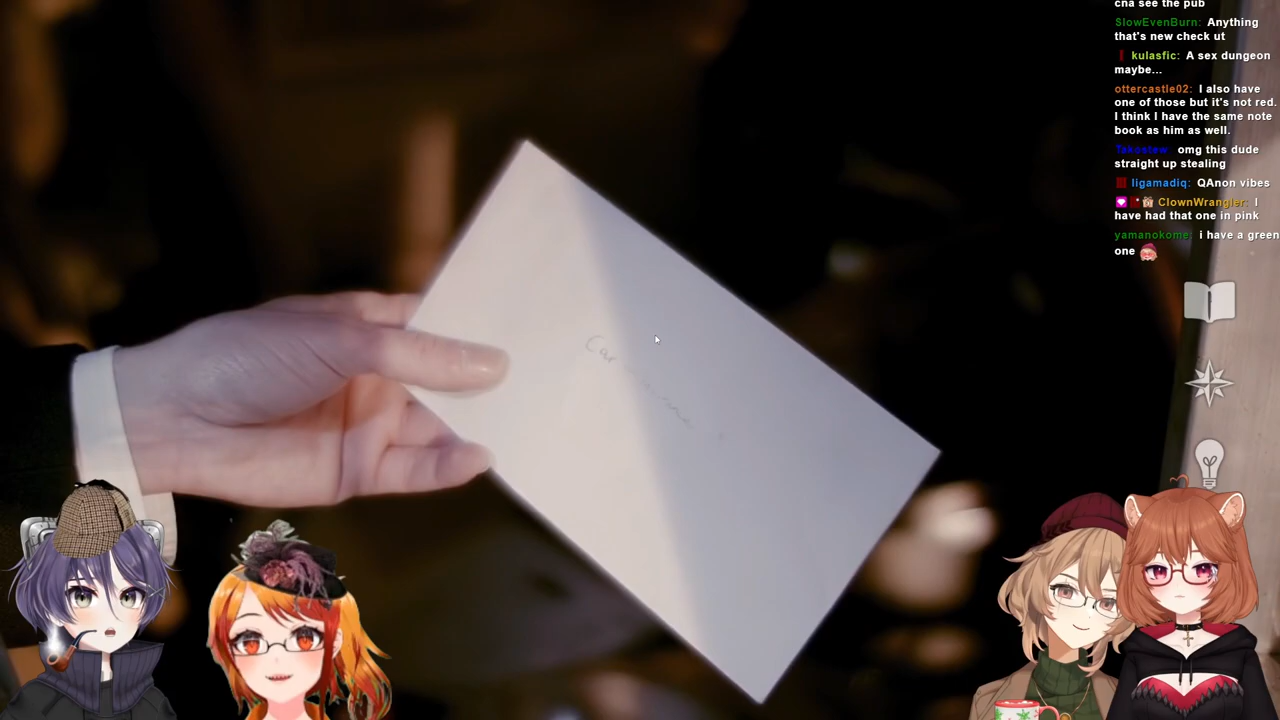 cna see the pub
SlowEvenBurn: Anything
that's new check ut
kulasfic: A sex dungeon
maybe...
ottercastle02: I also have
one of those but it's not red.
I think I have the same note
book as him as well.
Takostew: omg this dude
straight up stealing
ligamadiq: QAnon vibes
ClownWrangler: I
have had that one in pink
yamanokome: i have a green
one
Car